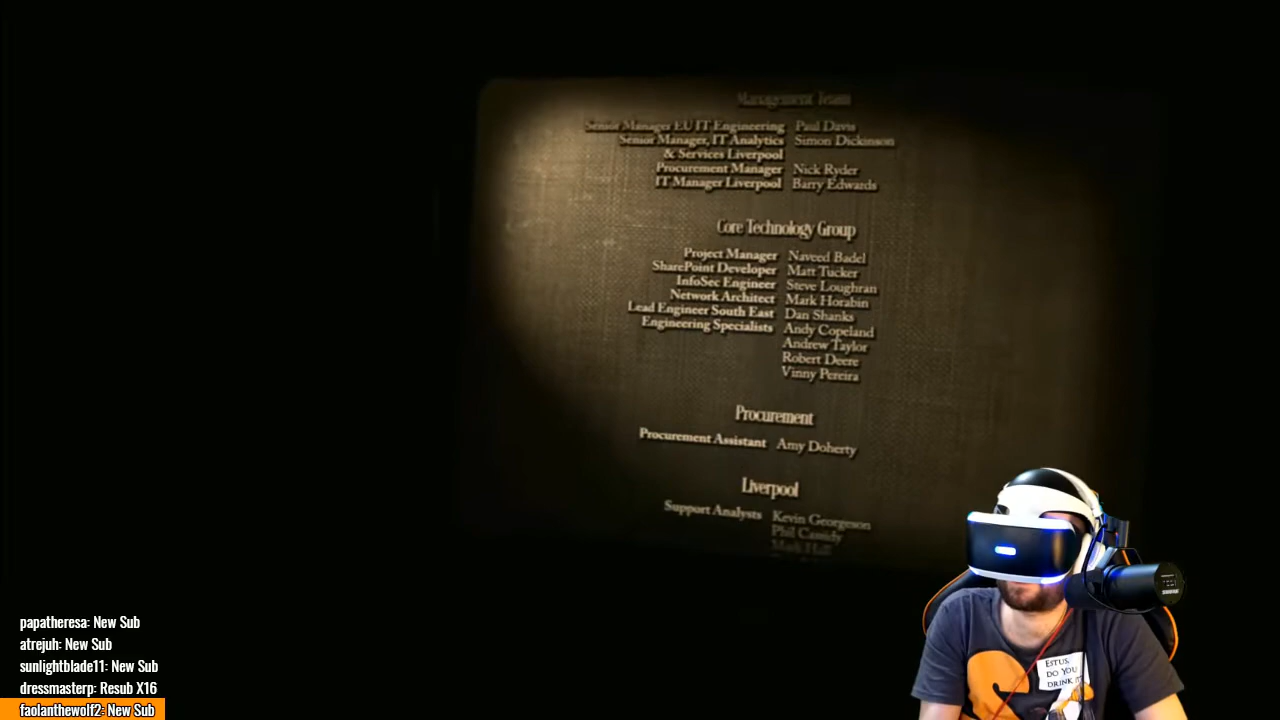 Management Team
Senior Manager EU IT Engineering Paul Davis
Senior Manager, IT Analytics Simon Dickinson
& Services Liverpool
Procurement Manager Nick Ryder
IT Manager Liverpool Barry Edwards
Core Technology Group
Project Manager Naveed Badel
SharePoint Developer Matt Tucker
InfoSec Engineer Steve Loughran
Network Architect Mark Horabin
Lead Engineer South East Dan Shanks
Engineering Specialists Andy Copeland
Andrew Taylor
Robert Deere
Vinny Pereira
Procurement
Procurement Assistant Amy Doherty
Liverpool
Support Analysts Kevin Georgeson
Phil Cassidy
Mark Hall
papatheresa: New Sub
atrejuh: New Sub
sunlightblade11: New Sub
dressmasterp: Resub X16
faolanthewolf2: New Sub
ESTUS,
DO YOU
DRINK IT
SHURE